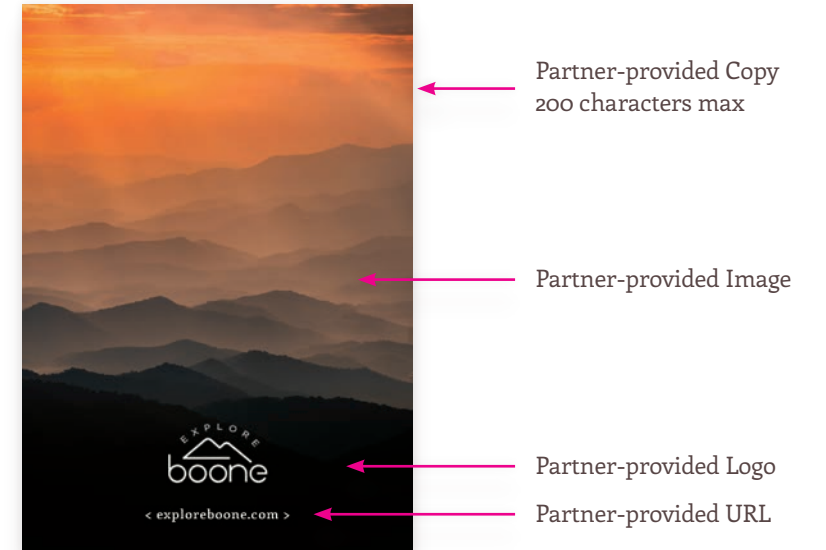 Partner-provided Copy
200 characters max
Partner-provided Image
EXPLORE
boone
Partner-provided Logo
< exploreboone.com >
Partner-provided URL